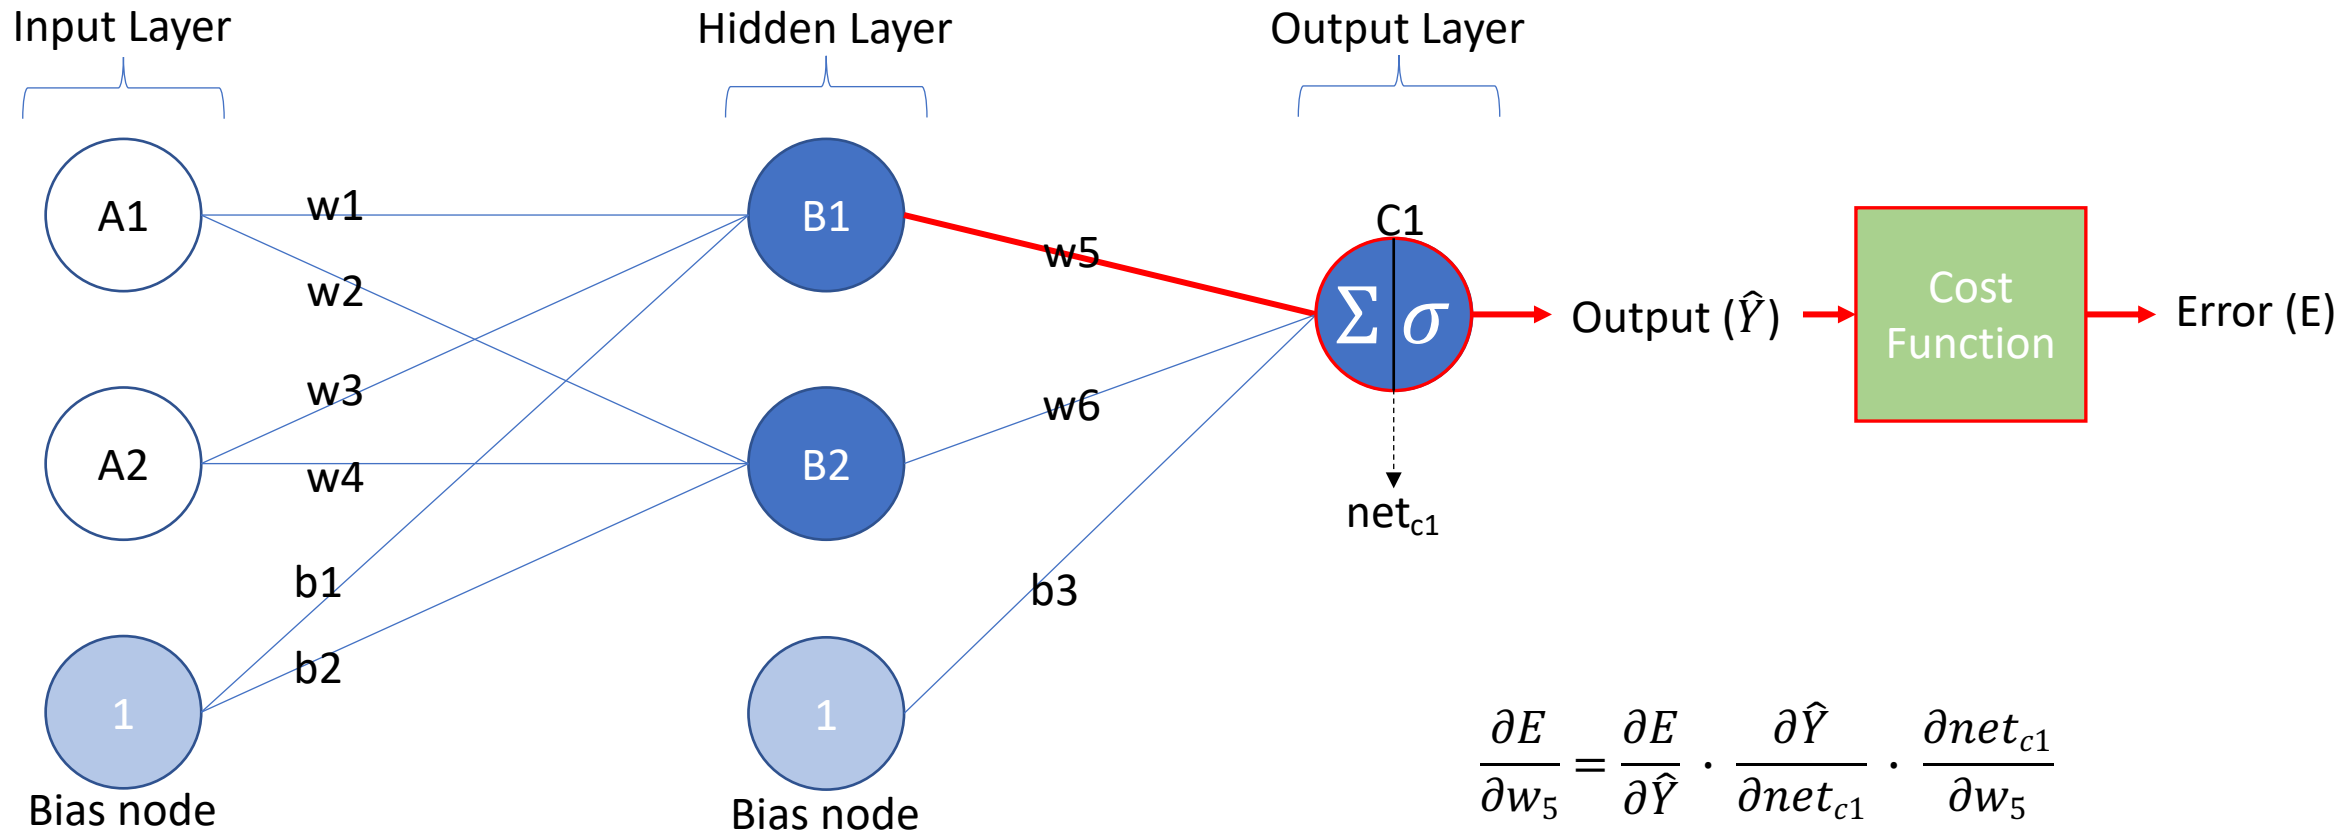 Input Layer
Hidden Layer
Output Layer
A1
w1
w2
B1
w5
C1
Σ σ
Output (Ŷ)
Cost
Function
Error (E)
A2
w3
w4
B2
w6
net_c1
b1
b2
b3
1
Bias node
1
Bias node
∂E/∂w₅ = ∂E/∂Ŷ · ∂Ŷ/∂net_c1 · ∂net_c1/∂w₅